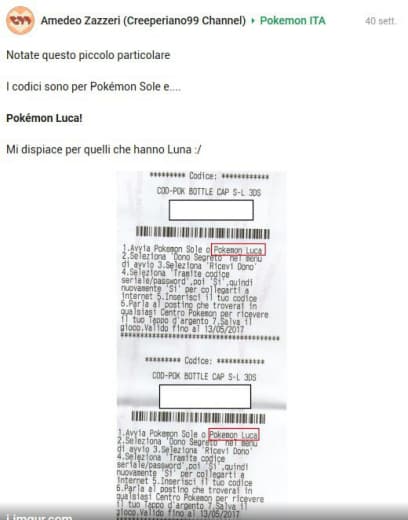 Amedeo Zazzeri (Creeperiano99 Channel) ▸ Pokemon ITA 40 sett.
Notate questo piccolo particolare
I codici sono per Pokémon Sole e....
Pokémon Luca!
Mi dispiace per quelli che hanno Luna :/
********* Codice: ************
COD-POK BOTTLE CAP S-L 3DS
1.Avvia Pokemon Sole o Pokemon Luca
2.Seleziona 'Dono Segreto' nel menu
di avvio 3.Seleziona 'Ricevi Dono'
4.Seleziona 'Tramite codice
seriale/password',poi 'Si',quindi
nuovamente 'Si' per collegarti a
internet 5.Inserisci il tuo codice
6.Parla al postino che troverai in
qualsiasi Centro Pokemon per ricevere
il tuo Tappo d'argento 7.Salva il
gioco.Valido fino al 13/05/2017
********* Codice: ************
COD-POK BOTTLE CAP S-L 3DS
1.Avvia Pokemon Sole o Pokemon Luca
2.Seleziona 'Dono Segreto' nel menu
di avvio 3.Seleziona 'Ricevi Dono'
4.Seleziona 'Tramite codice
seriale/password',poi 'Si',quindi
nuovamente 'Si' per collegarti a
internet 5.Inserisci il tuo codice
6.Parla al postino che troverai in
qualsiasi Centro Pokemon per ricevere
il tuo Tappo d'argento 7.Salva il
gioco.Valido fino al 13/05/2017
i.imgur.com